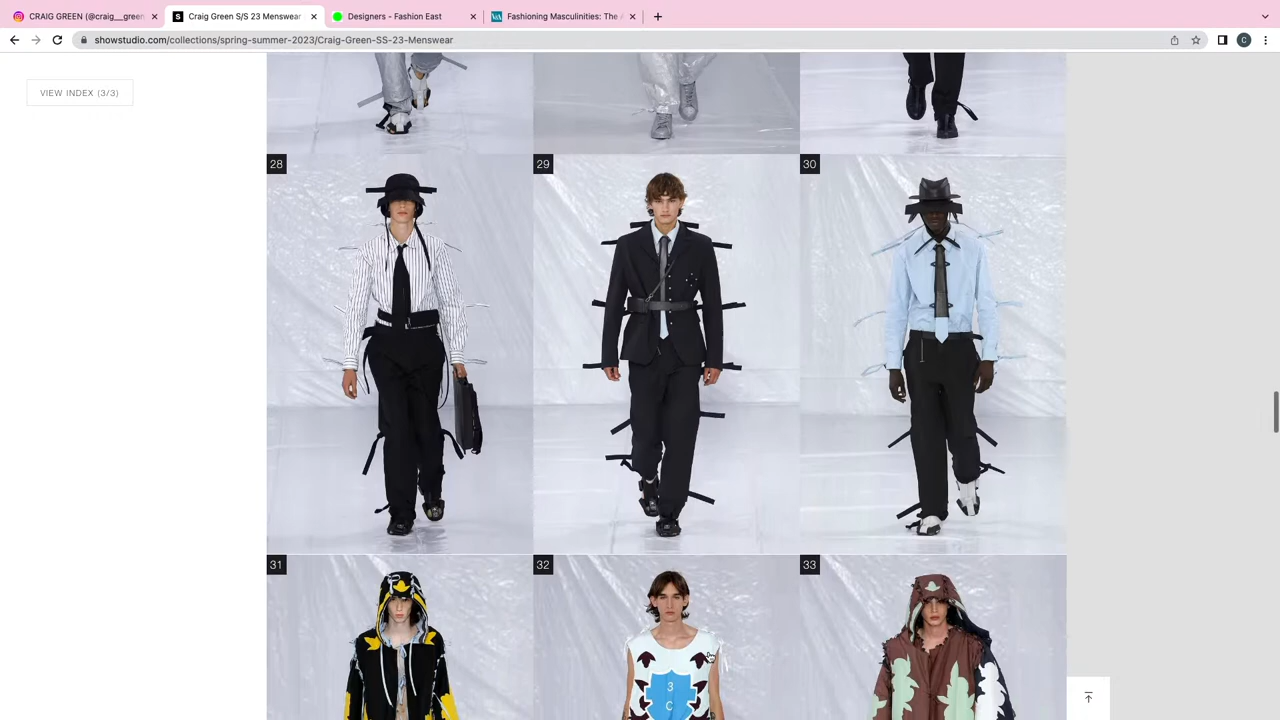 CRAIG GREEN (@craig__green
Craig Green S/S 23 Menswear
Designers - Fashion East
Fashioning Masculinities: The A
showstudio.com/collections/spring-summer-2023/Craig-Green-SS-23-Menswear
C
VIEW INDEX (3/3)
28
29
30
31
32
33
3
C